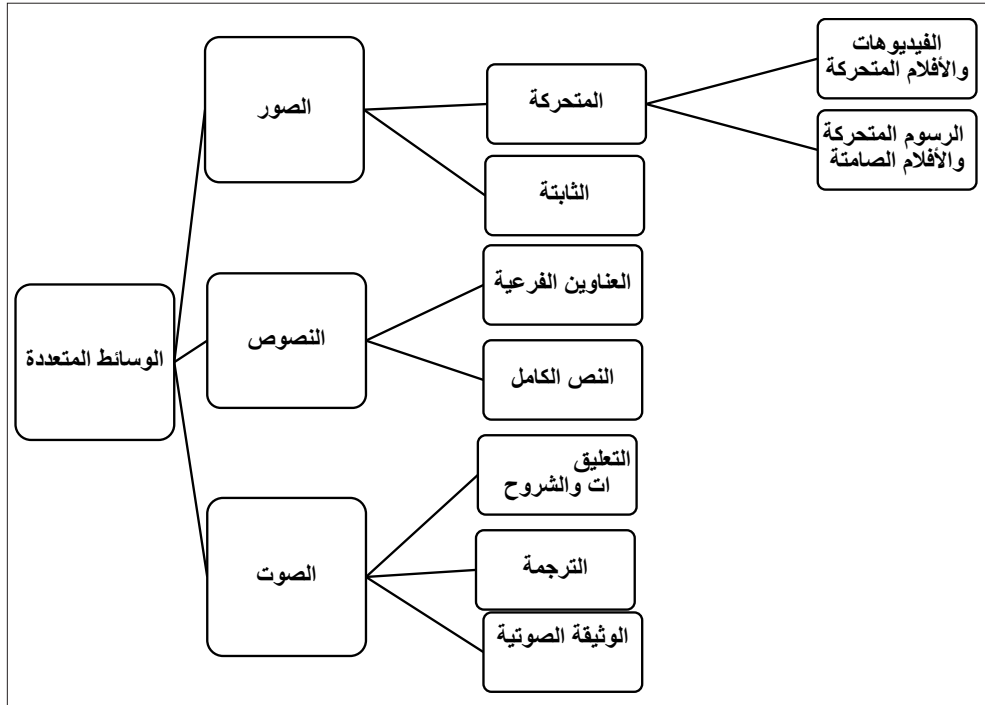 الوسائط المتعددة
الصور
المتحركة
الفيديوهات
والأفلام المتحركة
الرسوم المتحركة
والأفلام الصامتة
الثابتة
النصوص
العناوين الفرعية
النص الكامل
الصوت
التعليق
ات والشروح
الترجمة
الوثيقة الصوتية